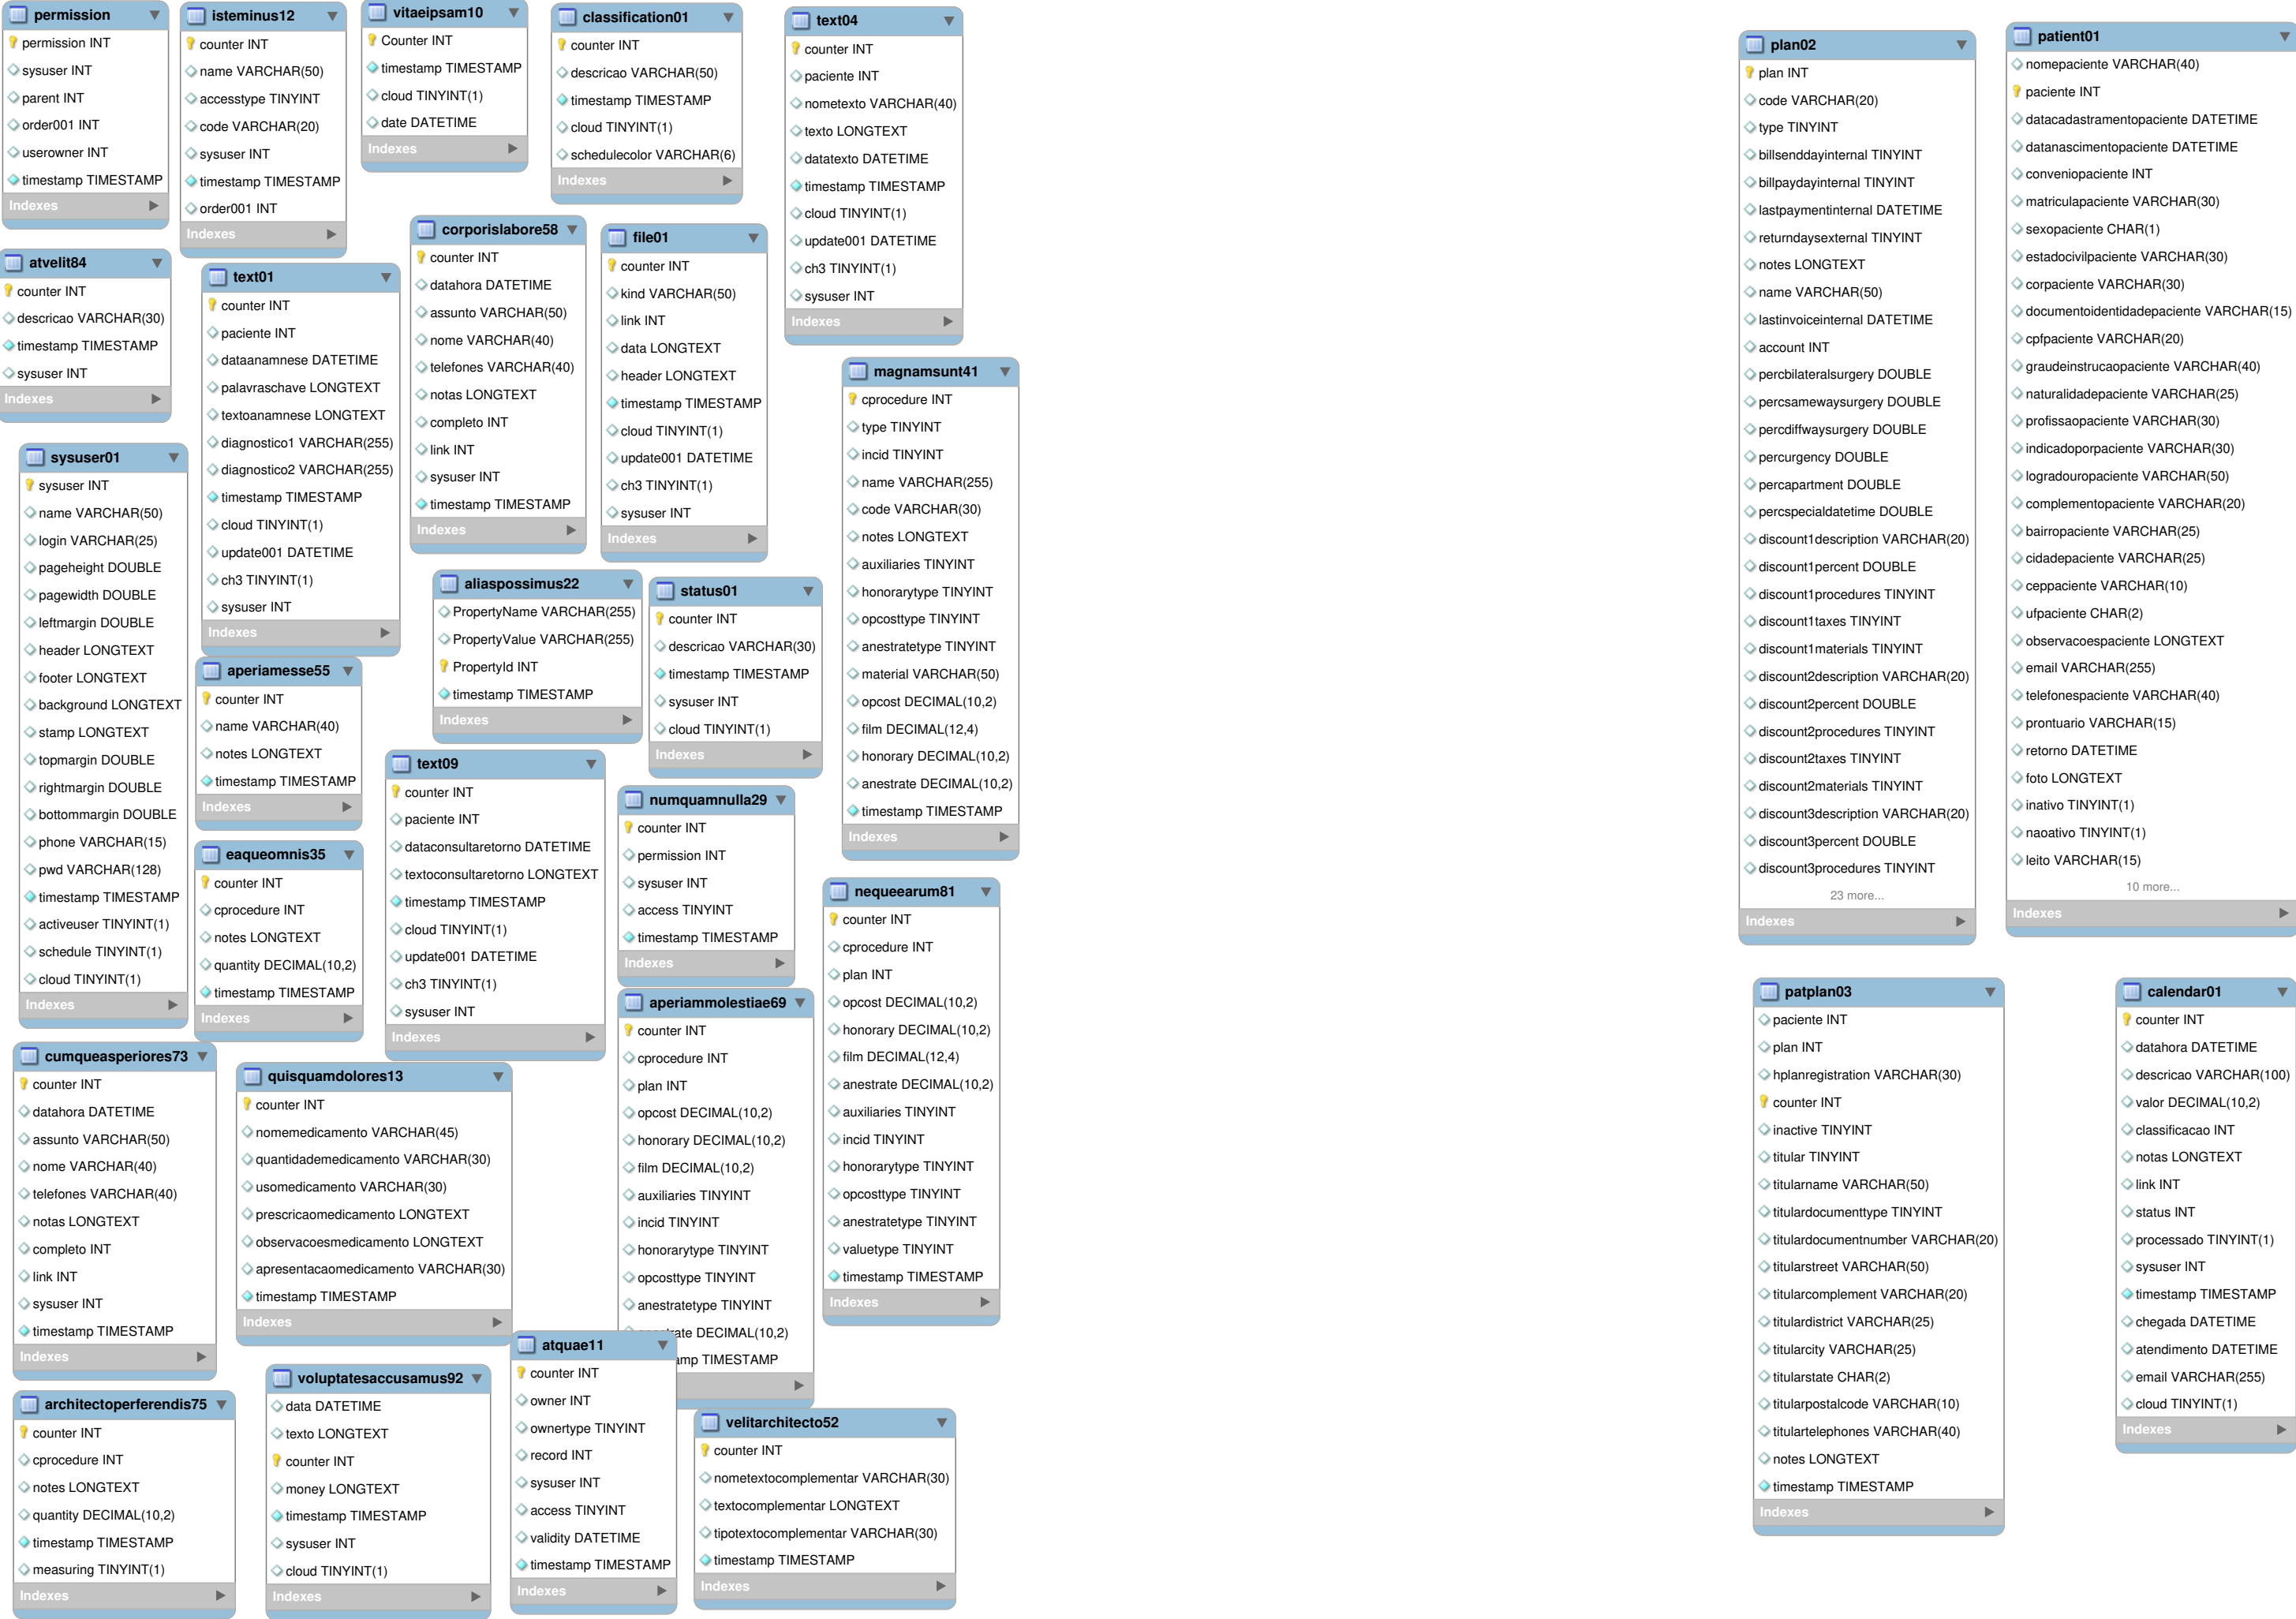 permission
permission INT
sysuser INT
parent INT
order001 INT
userowner INT
timestamp TIMESTAMP
Indexes
isteminus12
counter INT
name VARCHAR(50)
accesstype TINYINT
code VARCHAR(20)
sysuser INT
timestamp TIMESTAMP
order001 INT
Indexes
vitaeipsam10
Counter INT
timestamp TIMESTAMP
cloud TINYINT(1)
date DATETIME
Indexes
classification01
counter INT
descricao VARCHAR(50)
timestamp TIMESTAMP
cloud TINYINT(1)
schedulecolor VARCHAR(6)
Indexes
text04
counter INT
paciente INT
nometexto VARCHAR(40)
texto LONGTEXT
datatexto DATETIME
timestamp TIMESTAMP
cloud TINYINT(1)
update001 DATETIME
ch3 TINYINT(1)
sysuser INT
Indexes
atvelit84
counter INT
descricao VARCHAR(30)
timestamp TIMESTAMP
sysuser INT
Indexes
text01
counter INT
paciente INT
dataanamnese DATETIME
palavraschave LONGTEXT
textoanamnese LONGTEXT
diagnostico1 VARCHAR(255)
diagnostico2 VARCHAR(255)
timestamp TIMESTAMP
cloud TINYINT(1)
update001 DATETIME
ch3 TINYINT(1)
sysuser INT
Indexes
corporislabore58
counter INT
datahora DATETIME
assunto VARCHAR(50)
nome VARCHAR(40)
telefones VARCHAR(40)
notas LONGTEXT
completo INT
link INT
sysuser INT
timestamp TIMESTAMP
Indexes
file01
counter INT
kind VARCHAR(50)
link INT
data LONGTEXT
header LONGTEXT
timestamp TIMESTAMP
cloud TINYINT(1)
update001 DATETIME
ch3 TINYINT(1)
sysuser INT
Indexes
magnamsunt41
cprocedure INT
type TINYINT
incid TINYINT
name VARCHAR(255)
code VARCHAR(30)
notes LONGTEXT
auxiliaries TINYINT
honorarytype TINYINT
opcosttype TINYINT
anestratetype TINYINT
material VARCHAR(50)
opcost DECIMAL(10,2)
film DECIMAL(12,4)
honorary DECIMAL(10,2)
anestrate DECIMAL(10,2)
timestamp TIMESTAMP
Indexes
sysuser01
sysuser INT
name VARCHAR(50)
login VARCHAR(25)
pageheight DOUBLE
pagewidth DOUBLE
leftmargin DOUBLE
header LONGTEXT
footer LONGTEXT
background LONGTEXT
stamp LONGTEXT
topmargin DOUBLE
rightmargin DOUBLE
bottommargin DOUBLE
phone VARCHAR(15)
pwd VARCHAR(128)
timestamp TIMESTAMP
activeuser TINYINT(1)
schedule TINYINT(1)
cloud TINYINT(1)
Indexes
aperiamesse55
counter INT
name VARCHAR(40)
notes LONGTEXT
timestamp TIMESTAMP
Indexes
aliaspossimus22
PropertyName VARCHAR(255)
PropertyValue VARCHAR(255)
PropertyId INT
timestamp TIMESTAMP
Indexes
status01
counter INT
descricao VARCHAR(30)
timestamp TIMESTAMP
sysuser INT
cloud TINYINT(1)
Indexes
eaqueomnis35
counter INT
cprocedure INT
notes LONGTEXT
quantity DECIMAL(10,2)
timestamp TIMESTAMP
Indexes
text09
counter INT
paciente INT
dataconsultaretorno DATETIME
textoconsultaretorno LONGTEXT
timestamp TIMESTAMP
cloud TINYINT(1)
update001 DATETIME
ch3 TINYINT(1)
sysuser INT
Indexes
numquamnulla29
counter INT
permission INT
sysuser INT
access TINYINT
timestamp TIMESTAMP
Indexes
nequeearum81
counter INT
cprocedure INT
plan INT
opcost DECIMAL(10,2)
honorary DECIMAL(10,2)
film DECIMAL(12,4)
anestrate DECIMAL(10,2)
auxiliaries TINYINT
incid TINYINT
honorarytype TINYINT
opcosttype TINYINT
anestratetype TINYINT
valuetype TINYINT
timestamp TIMESTAMP
Indexes
aperiammolestiae69
counter INT
cprocedure INT
plan INT
opcost DECIMAL(10,2)
honorary DECIMAL(10,2)
film DECIMAL(10,2)
auxiliaries TINYINT
incid TINYINT
honorarytype TINYINT
opcosttype TINYINT
anestratetype TINYINT
DECIMAL(10,2)
TIMESTAMP
cumqueasperiores73
counter INT
datahora DATETIME
assunto VARCHAR(50)
nome VARCHAR(40)
telefones VARCHAR(40)
notas LONGTEXT
completo INT
link INT
sysuser INT
timestamp TIMESTAMP
Indexes
quisquamdolores13
counter INT
nomemedicamento VARCHAR(45)
quantidademedicamento VARCHAR(30)
usomedicamento VARCHAR(30)
prescricaomedicamento LONGTEXT
observacoesmedicamento LONGTEXT
apresentacaomedicamento VARCHAR(30)
timestamp TIMESTAMP
Indexes
architectoperferendis75
counter INT
cprocedure INT
notes LONGTEXT
quantity DECIMAL(10,2)
timestamp TIMESTAMP
measuring TINYINT(1)
Indexes
voluptatesaccusamus92
data DATETIME
texto LONGTEXT
counter INT
money LONGTEXT
timestamp TIMESTAMP
sysuser INT
cloud TINYINT(1)
Indexes
atquae11
counter INT
owner INT
ownertype TINYINT
record INT
sysuser INT
access TINYINT
validity DATETIME
timestamp TIMESTAMP
Indexes
velitarchitecto52
counter INT
nometextocomplementar VARCHAR(30)
textocomplementar LONGTEXT
tipotextocomplementar VARCHAR(30)
timestamp TIMESTAMP
Indexes
plan02
plan INT
code VARCHAR(20)
type TINYINT
billsenddayinternal TINYINT
billpaydayinternal TINYINT
lastpaymentinternal DATETIME
returndaysexternal TINYINT
notes LONGTEXT
name VARCHAR(50)
lastinvoiceinternal DATETIME
account INT
percbilateralsurgery DOUBLE
percsamewaysurgery DOUBLE
percdiffwaysurgery DOUBLE
percurgency DOUBLE
percapartment DOUBLE
percspecialdatetime DOUBLE
discount1description VARCHAR(20)
discount1percent DOUBLE
discount1procedures TINYINT
discount1taxes TINYINT
discount1materials TINYINT
discount2description VARCHAR(20)
discount2percent DOUBLE
discount2procedures TINYINT
discount2taxes TINYINT
discount2materials TINYINT
discount3description VARCHAR(20)
discount3percent DOUBLE
discount3procedures TINYINT
23 more...
Indexes
patient01
nomepaciente VARCHAR(40)
paciente INT
datacadastramentopaciente DATETIME
datanascimentopaciente DATETIME
conveniopaciente INT
matriculapaciente VARCHAR(30)
sexopaciente CHAR(1)
estadocivilpaciente VARCHAR(30)
corpaciente VARCHAR(30)
documentoidentidadepaciente VARCHAR(15)
cpfpaciente VARCHAR(20)
graudeinstrucaopaciente VARCHAR(40)
naturalidadepaciente VARCHAR(25)
profissaopaciente VARCHAR(30)
indicadoporpaciente VARCHAR(30)
logradouropaciente VARCHAR(50)
complementopaciente VARCHAR(20)
bairropaciente VARCHAR(25)
cidadepaciente VARCHAR(25)
ceppaciente VARCHAR(10)
ufpaciente CHAR(2)
observacoespaciente LONGTEXT
email VARCHAR(255)
telefonespaciente VARCHAR(40)
prontuario VARCHAR(15)
retorno DATETIME
foto LONGTEXT
inativo TINYINT(1)
naoativo TINYINT(1)
leito VARCHAR(15)
10 more...
Indexes
patplan03
paciente INT
plan INT
hplanregistration VARCHAR(30)
counter INT
inactive TINYINT
titular TINYINT
titularname VARCHAR(50)
titulardocumenttype TINYINT
titulardocumentnumber VARCHAR(20)
titularstreet VARCHAR(50)
titularcomplement VARCHAR(20)
titulardistrict VARCHAR(25)
titularcity VARCHAR(25)
titularstate CHAR(2)
titularpostalcode VARCHAR(10)
titulartelephones VARCHAR(40)
notes LONGTEXT
timestamp TIMESTAMP
Indexes
calendar01
counter INT
datahora DATETIME
descricao VARCHAR(100)
valor DECIMAL(10,2)
classificacao INT
notas LONGTEXT
link INT
status INT
processado TINYINT(1)
sysuser INT
timestamp TIMESTAMP
chegada DATETIME
atendimento DATETIME
email VARCHAR(255)
cloud TINYINT(1)
Indexes